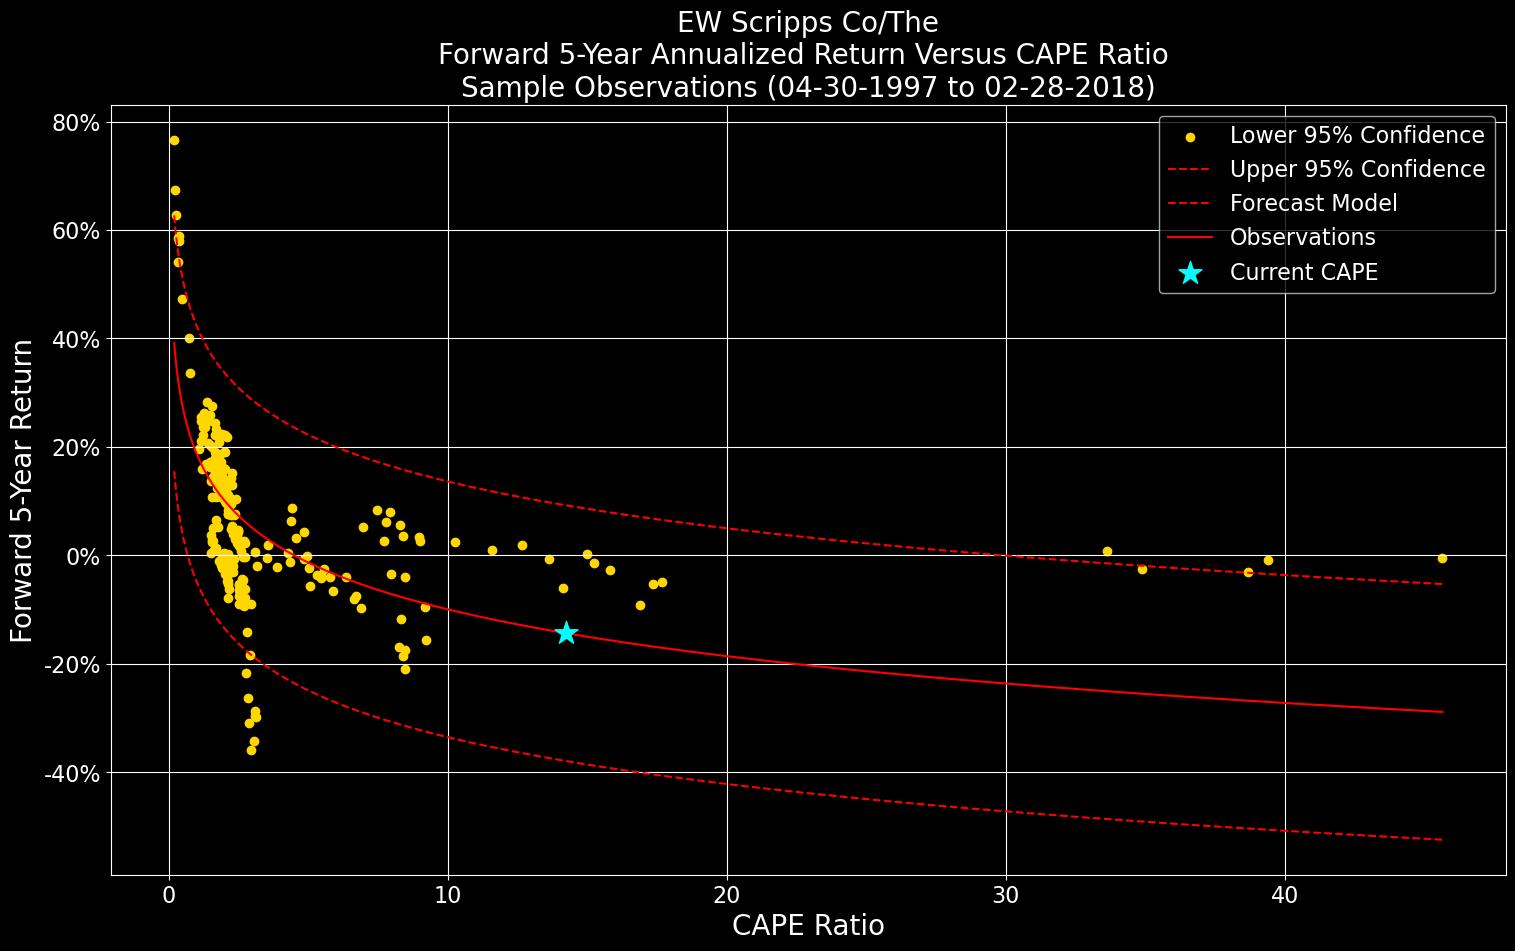 EW Scripps Co/The
Forward 5-Year Annualized Return Versus CAPE Ratio
Sample Observations (04-30-1997 to 02-28-2018)
Lower 95% Confidence
Upper 95% Confidence
Forecast Model
Observations
Current CAPE
Forward 5-Year Return
80%
60%
40%
20%
0%
-20%
-40%
0 10 20 30 40
CAPE Ratio